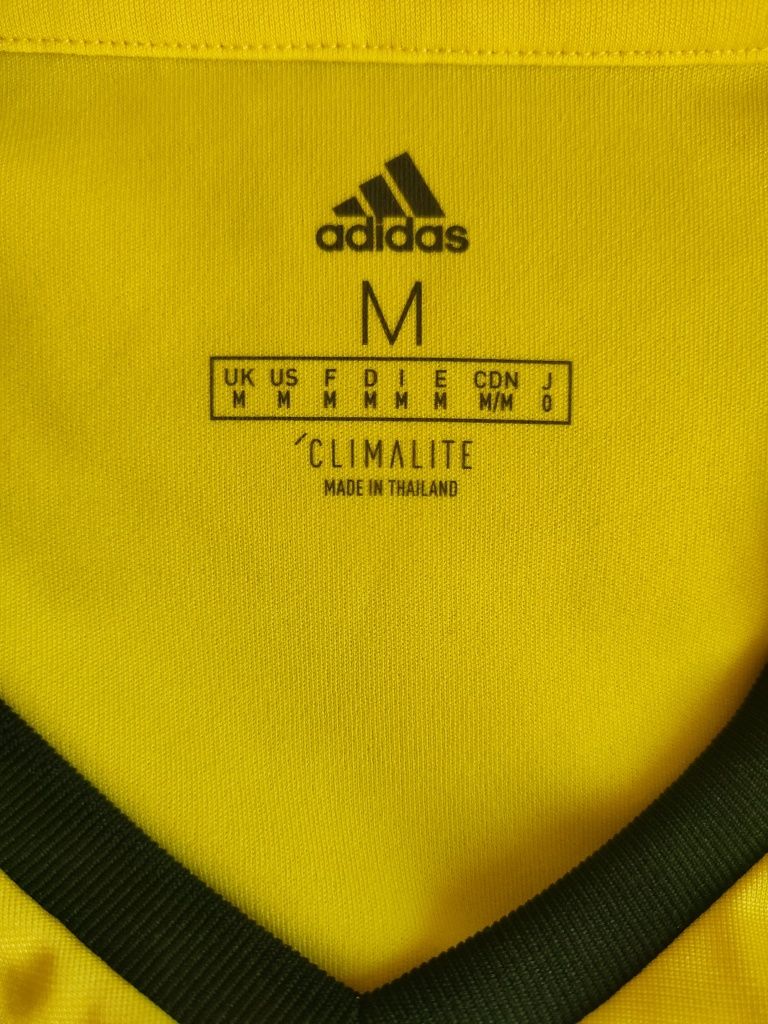 adidas
M
UK US F D I E CDN J
M M M M M M M/M O
CLIMALITE
MADE IN THAILAND